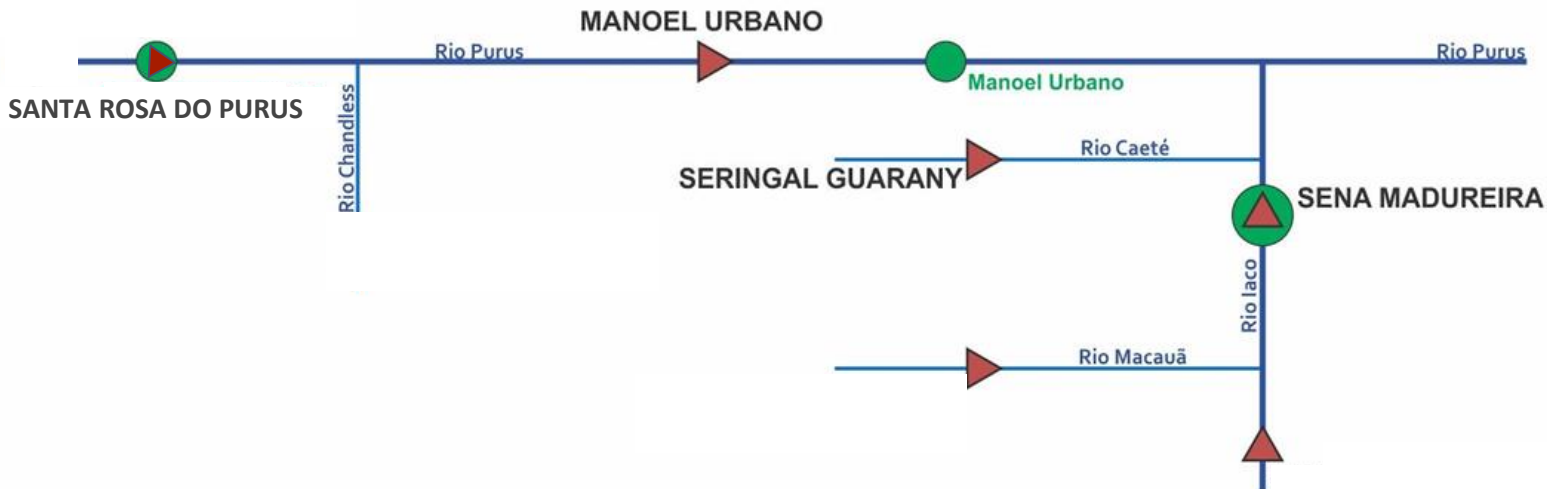 MANOEL URBANO
Rio Purus
Rio Purus
Manoel Urbano
SANTA ROSA DO PURUS
Rio Chandless
Rio Caeté
SERINGAL GUARANY
SENA MADUREIRA
Rio Iaco
Rio Macauã